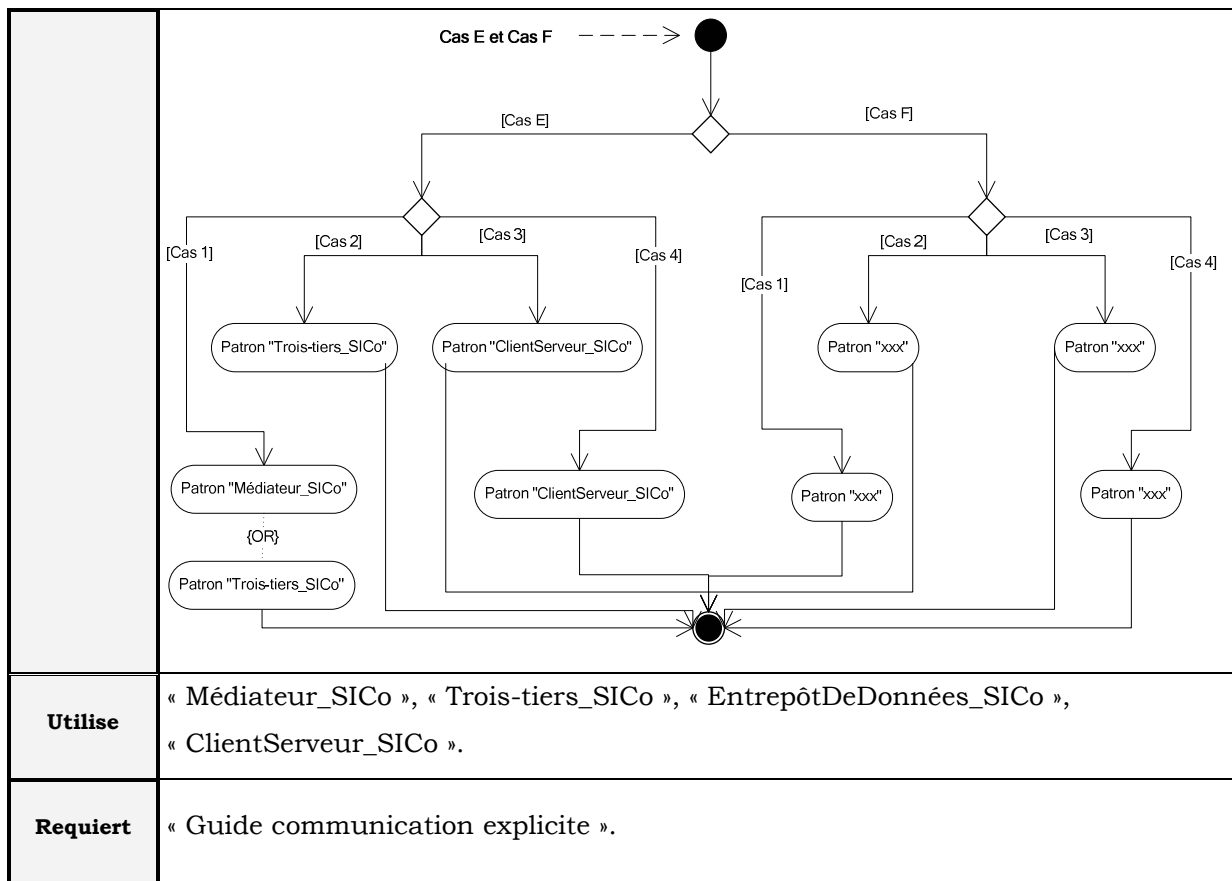 Cas E et Cas F
[Cas E]
[Cas F]
[Cas 1]
[Cas 2]
[Cas 3]
[Cas 4]
[Cas 1]
[Cas 2]
[Cas 3]
[Cas 4]
Patron "Trois-tiers_SICo"
Patron "ClientServeur_SICo"
Patron "xxx"
Patron "xxx"
Patron "Médiateur_SICo"
Patron "ClientServeur_SICo"
Patron "xxx"
Patron "xxx"
{OR}
Patron "Trois-tiers_SICo"
Utilise
« Médiateur_SICo », « Trois-tiers_SICo », « EntrepôtDeDonnées_SICo »,
« ClientServeur_SICo ».
Requiert
« Guide communication explicite ».